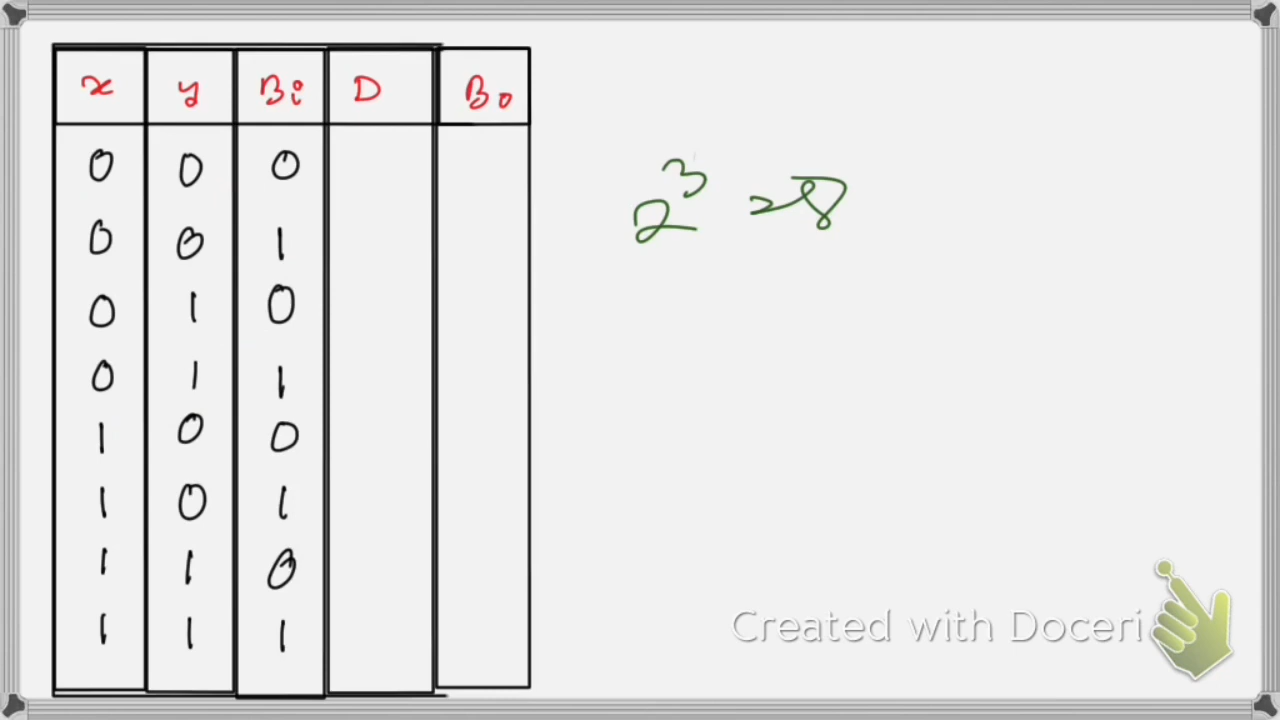 x y Bi D Bo
0 0 0
0 0 1
0 1 0
0 1 1
1 0 0
1 0 1
1 1 0
1 1 1
2³ = 8
Created with Doceri